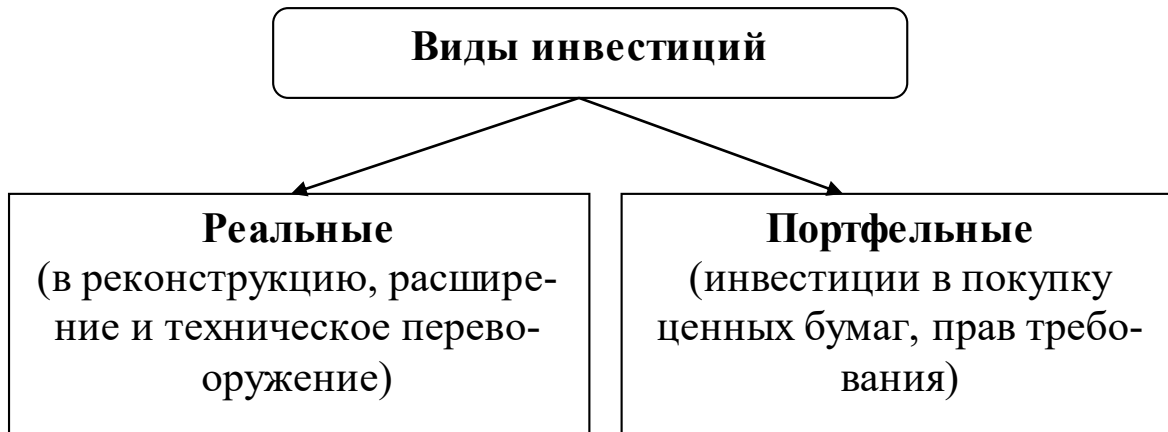 Виды инвестиций
Реальные
(в реконструкцию, расшире-
ние и техническое перево-
оружение)
Портфельные
(инвестиции в покупку
ценных бумаг, прав требо-
вания)